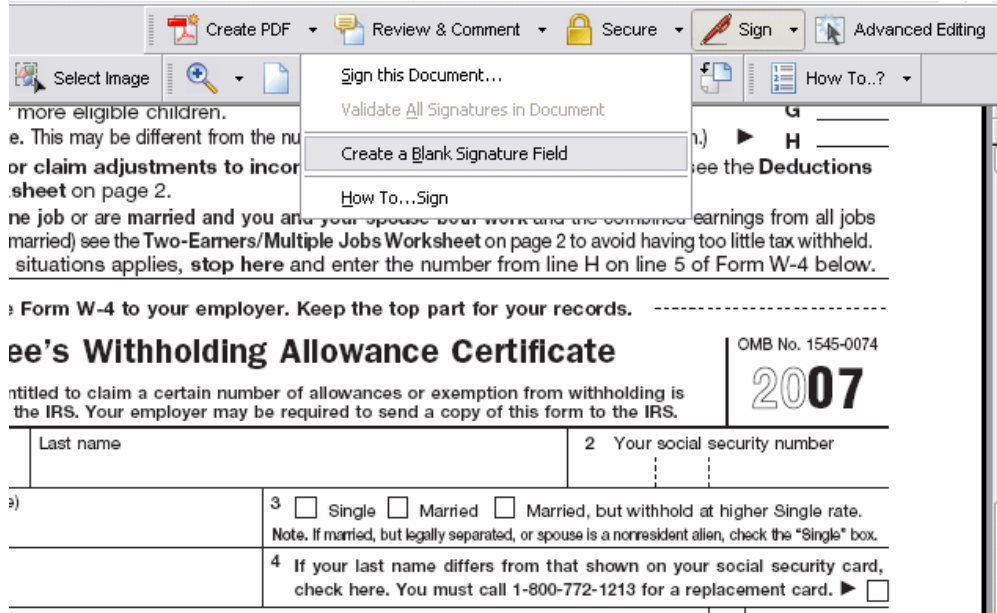 Create PDF Review & Comment Secure Sign Advanced Editing
Select Image How To..?
Sign this Document...
Validate All Signatures in Document
Create a Blank Signature Field
How To...Sign
more eligible children. G
e. This may be different from the nu .) ► H
or claim adjustments to incor see the Deductions
sheet on page 2.
ne job or are married and you and your spouse both work and the combined earnings from all jobs
married) see the Two-Earners/Multiple Jobs Worksheet on page 2 to avoid having too little tax withheld.
situations applies, stop here and enter the number from line H on line 5 of Form W-4 below.
Form W-4 to your employer. Keep the top part for your records.
ee's Withholding Allowance Certificate
OMB No. 1545-0074
2007
ntitled to claim a certain number of allowances or exemption from withholding is
the IRS. Your employer may be required to send a copy of this form to the IRS.
Last name 2 Your social security number
3 Single Married Married, but withhold at higher Single rate.
Note. If married, but legally separated, or spouse is a nonresident alien, check the "Single" box.
4 If your last name differs from that shown on your social security card,
check here. You must call 1-800-772-1213 for a replacement card. ►